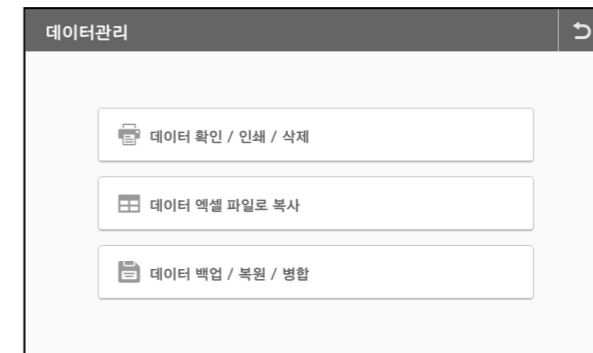 데이터관리
데이터 확인 / 인쇄 / 삭제
데이터 엑셀 파일로 복사
데이터 백업 / 복원 / 병합